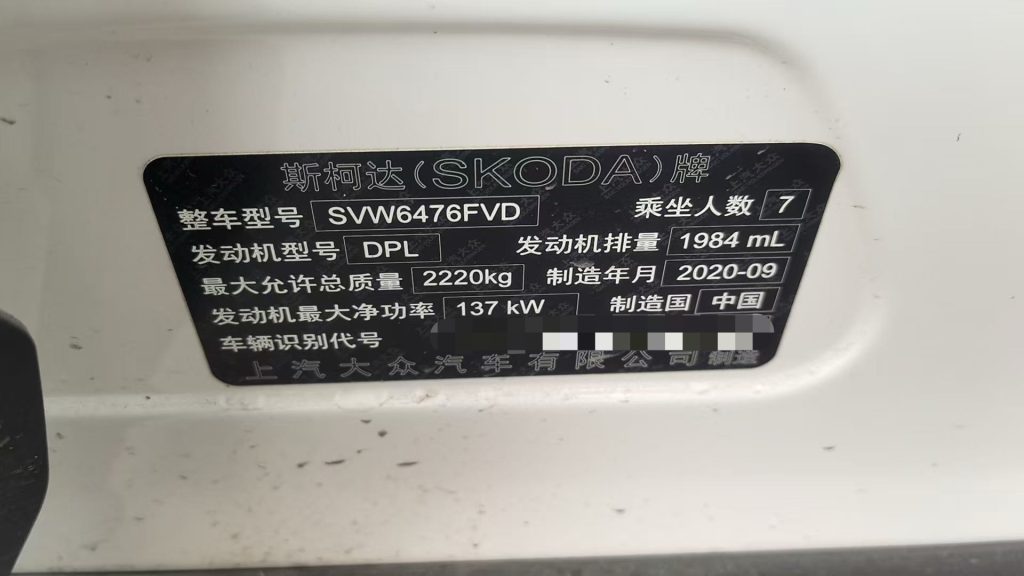 斯柯达(SKODA)牌
整车型号 SVW6476FVD 乘坐人数 7
发动机型号 DPL 发动机排量 1984 mL
最大允许总质量 2220kg 制造年月 2020-09
发动机最大净功率 137 kW 制造国 中国
车辆识别代号
上汽大众汽车有限公司 制造